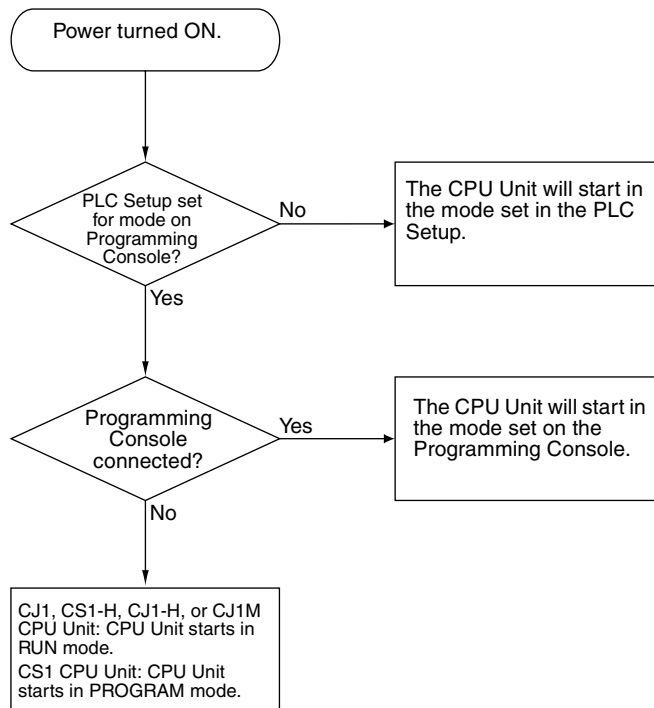 Power turned ON.
PLC Setup set
for mode on
Programming
Console?
No
The CPU Unit will start in
the mode set in the PLC
Setup.
Yes
Programming
Console
connected?
Yes
The CPU Unit will start in
the mode set on the
Programming Console.
No
CJ1, CS1-H, CJ1-H, or CJ1M
CPU Unit: CPU Unit starts in
RUN mode.
CS1 CPU Unit: CPU Unit
starts in PROGRAM mode.